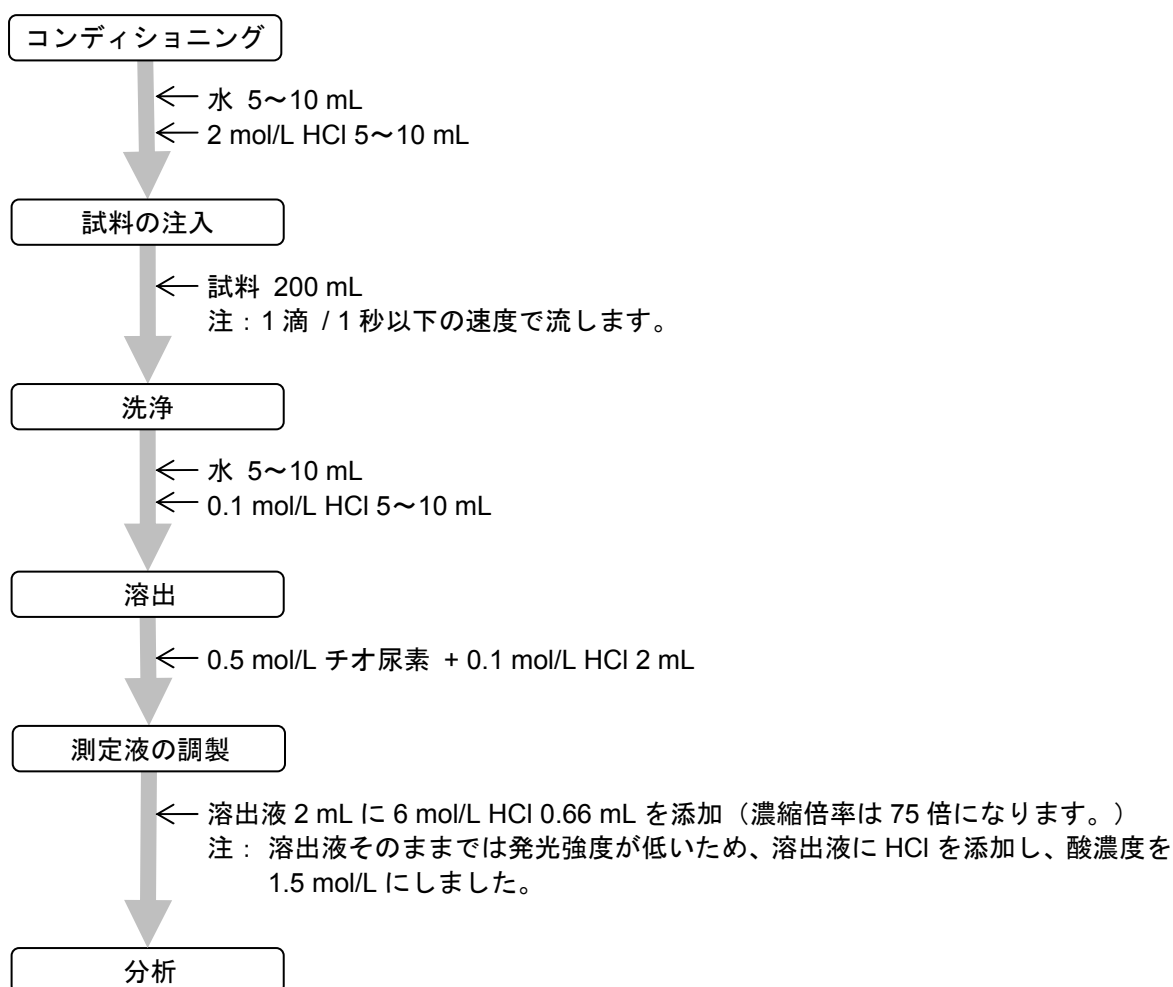 コンディショニング
水 5～10 mL
2 mol/L HCl 5～10 mL
試料の注入
試料 200 mL
注：1 滴 / 1 秒以下の速度で流します。
洗浄
水 5～10 mL
0.1 mol/L HCl 5～10 mL
溶出
0.5 mol/L チオ尿素 + 0.1 mol/L HCl 2 mL
測定液の調製
溶出液 2 mL に 6 mol/L HCl 0.66 mL を添加（濃縮倍率は 75 倍になります。）
注： 溶出液そのままでは発光強度が低いため、溶出液に HCl を添加し、酸濃度を
1.5 mol/L にしました。
分析